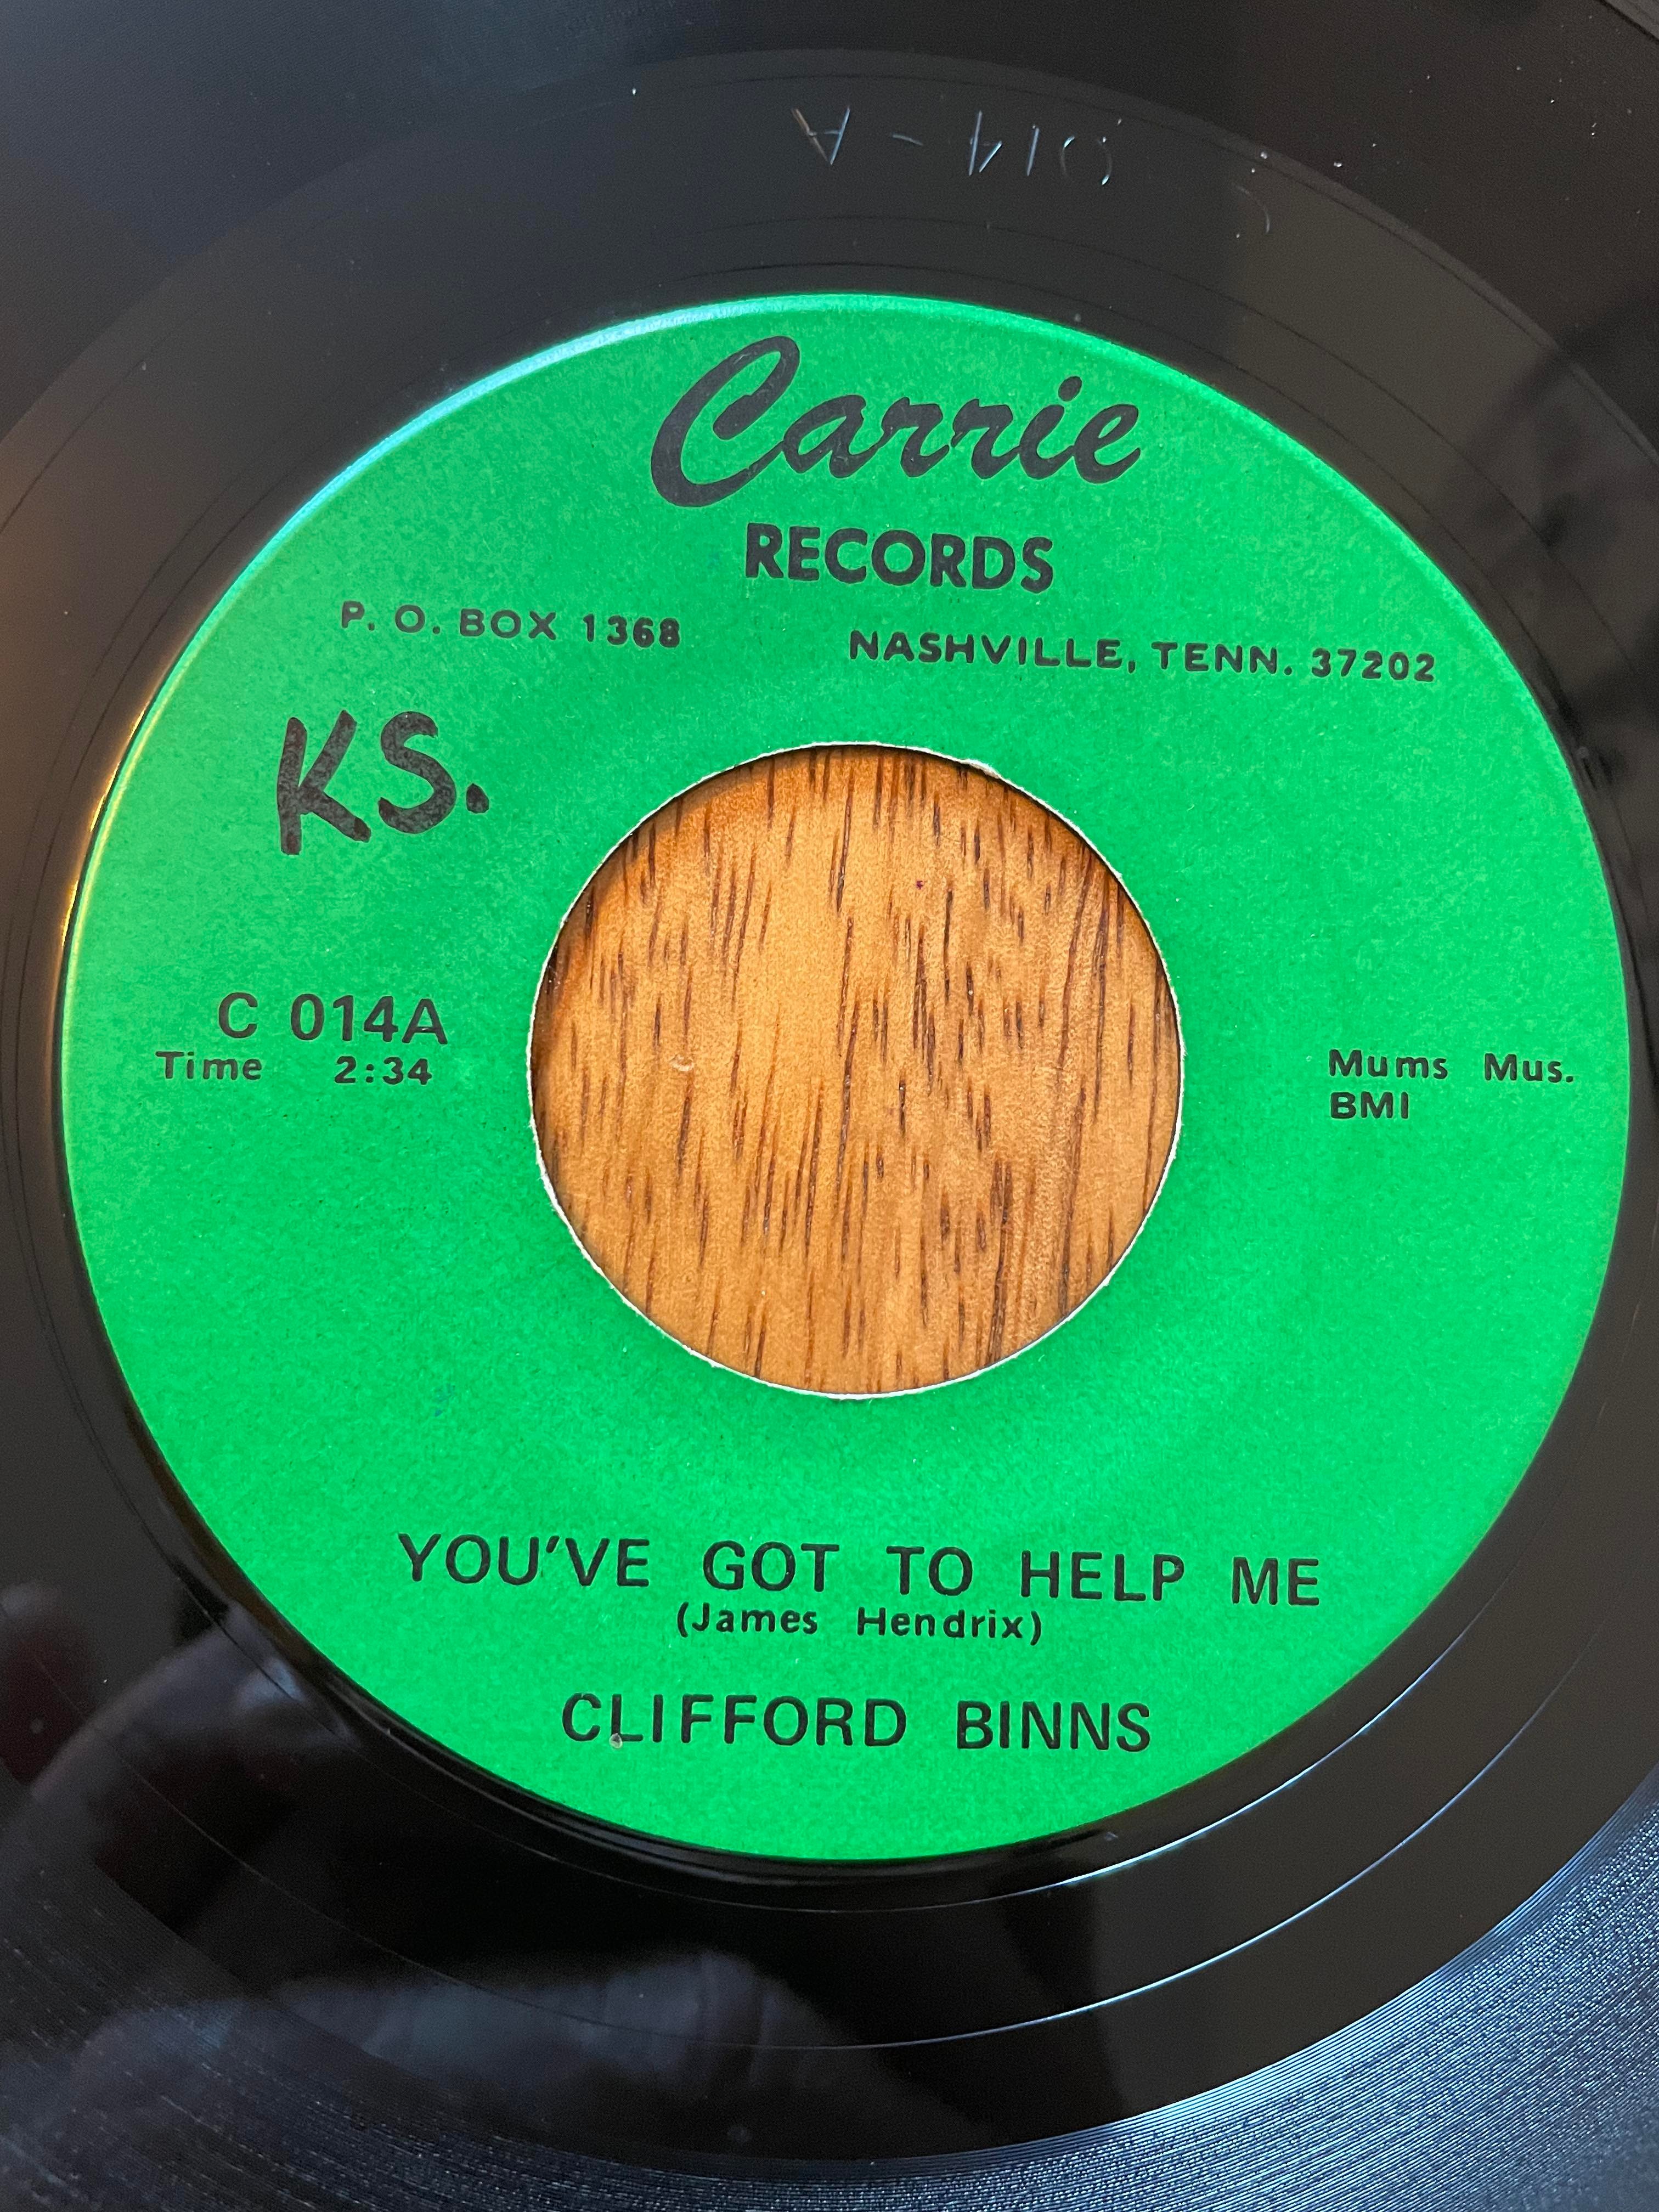 014-A
Carrie
RECORDS
P. O. BOX 1368 NASHVILLE, TENN. 37202
KS.
C 014A
Time 2:34
Mums Mus.
BMI
YOU'VE GOT TO HELP ME
(James Hendrix)
CLIFFORD BINNS